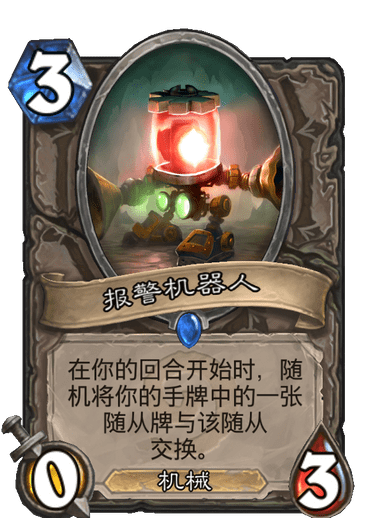 3
报警机器人
在你的回合开始时，随
机将你的手牌中的一张
随从牌与该随从
交换。
机械
0
3